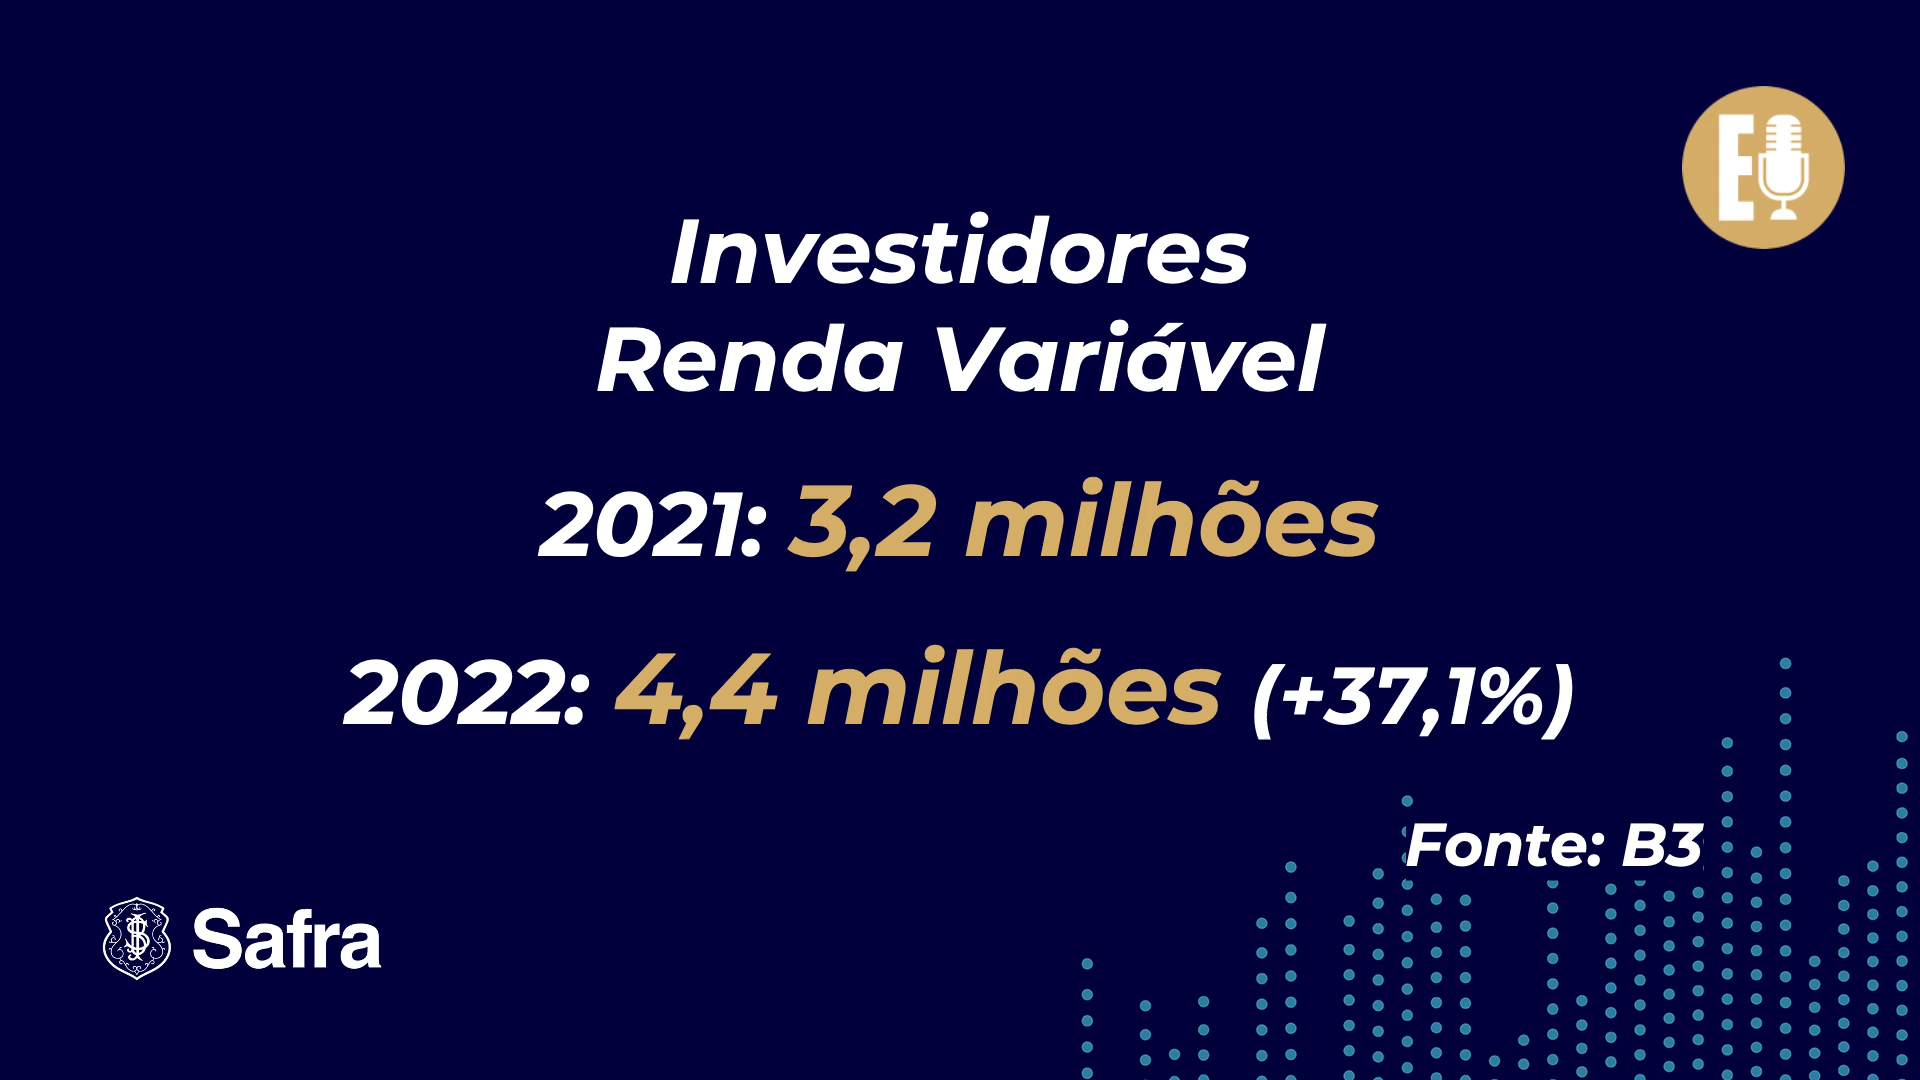 E
Investidores
Renda Variável
2021: 3,2 milhões
2022: 4,4 milhões (+37,1%)
Fonte: B3
Safra